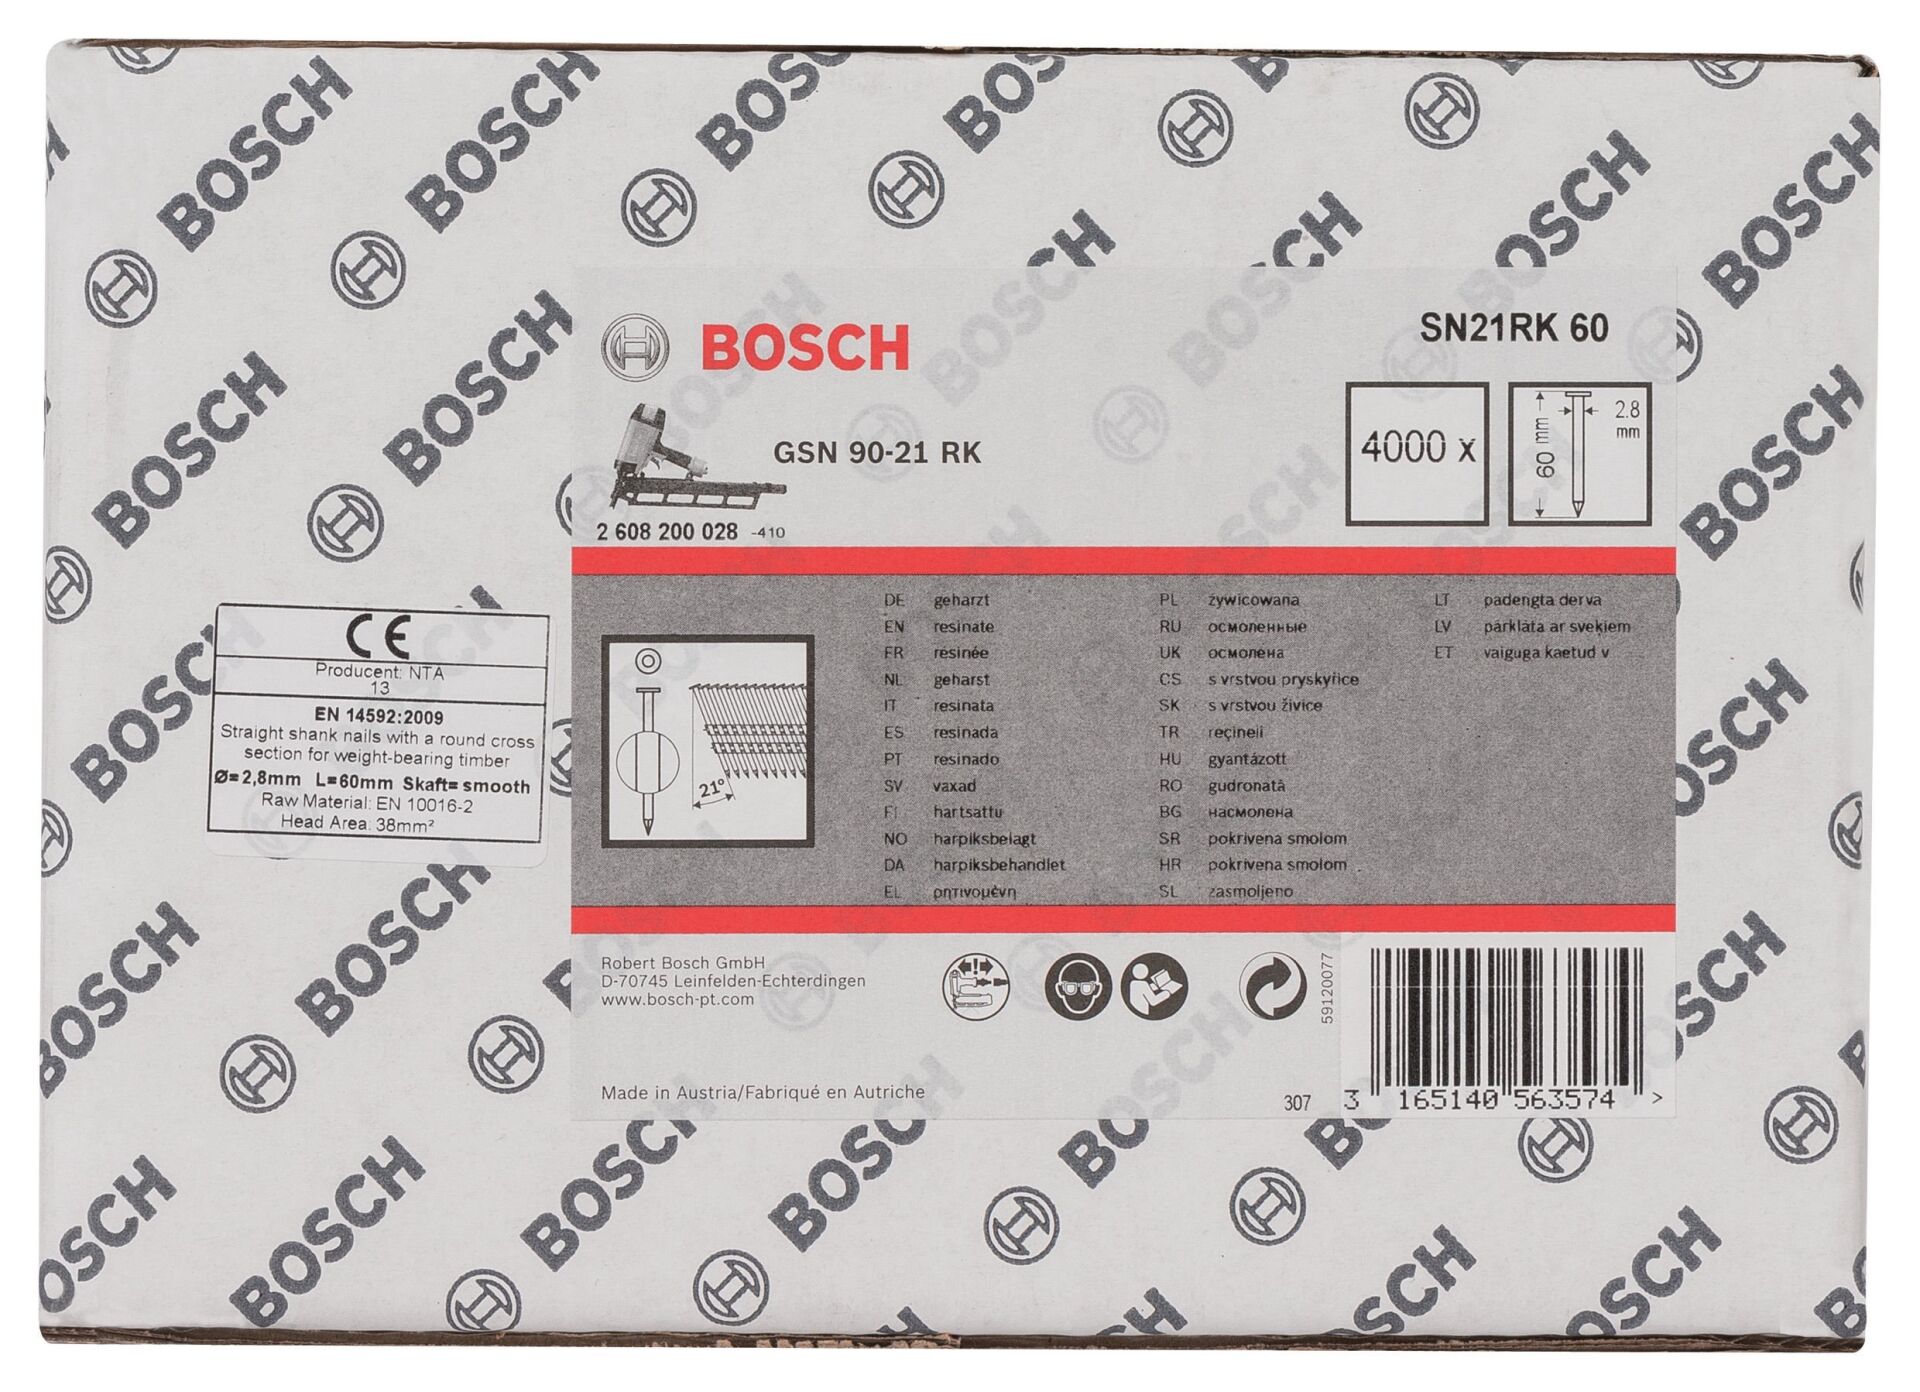 BOSCH
SN21RK 60
GSN 90-21 RK
4000 x
60 mm
2.8
mm
2 608 200 028 -410
CE
Producent: NTA
13
EN 14592:2009
Straight shank nails with a round cross
section for weight-bearing timber
Ø=2,8mm L=60mm Skaft=smooth
Raw Material: EN 10016-2
Head Area: 38mm²
21°
DE geharzt
EN resinate
FR résinée
NL geharst
IT resinata
ES resinada
PT resinado
SV vaxad
FI hartsattu
NO harpiksbelagt
DA harpiksbehandlet
EL ρητινομένη
PL żywicowana
RU осмоленные
UK осмолена
CS s vrstvou pryskyřice
SK s vrstvou živice
TR reçineli
HU gyantázott
RO gudronată
BG насмолена
SR pokrivena smolom
HR pokrivena smolom
SL zasmoljeno
LT padengta derva
LV pārklāta ar sveķiem
ET vaiguga kaetud v
Robert Bosch GmbH
D-70745 Leinfelden-Echterdingen
www.bosch-pt.com
Made in Austria/Fabriqué en Autriche
59120077
307
3 165140 563574 >